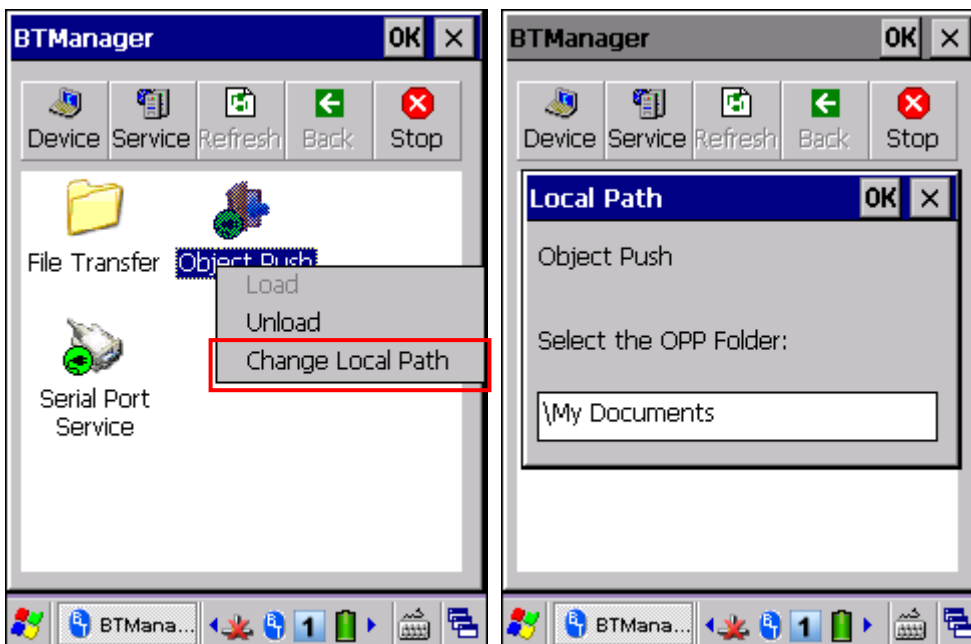 BTManager OK
Device Service Refresh Back Stop
File Transfer Object Push
Load
Unload
Change Local Path
Serial Port
Service
BTMana... 1
BTManager OK
Device Service Refresh Back Stop
Local Path OK
Object Push
Select the OPP Folder:
\My Documents
BTMana... 1